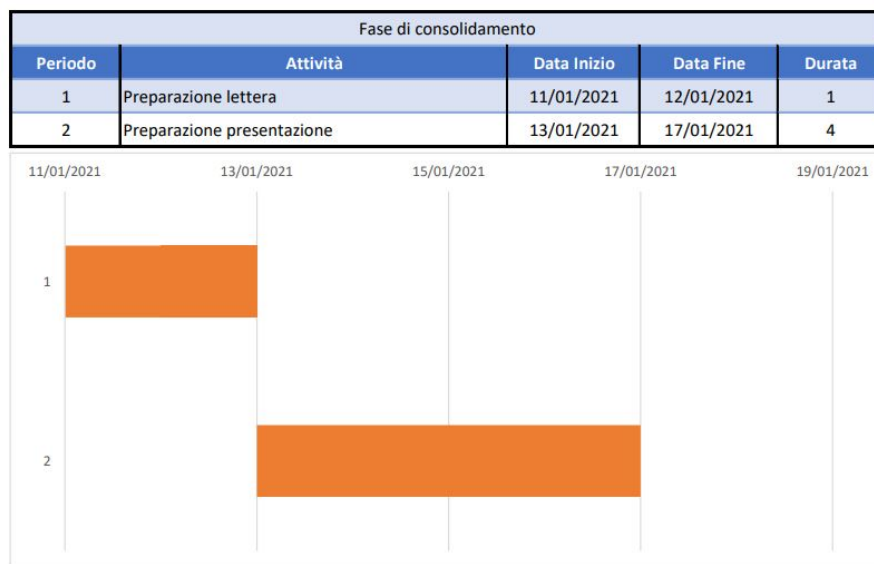 Fase di consolidamento
Periodo Attività Data Inizio Data Fine Durata
1 Preparazione lettera 11/01/2021 12/01/2021 1
2 Preparazione presentazione 13/01/2021 17/01/2021 4
11/01/2021 13/01/2021 15/01/2021 17/01/2021 19/01/2021
1
2